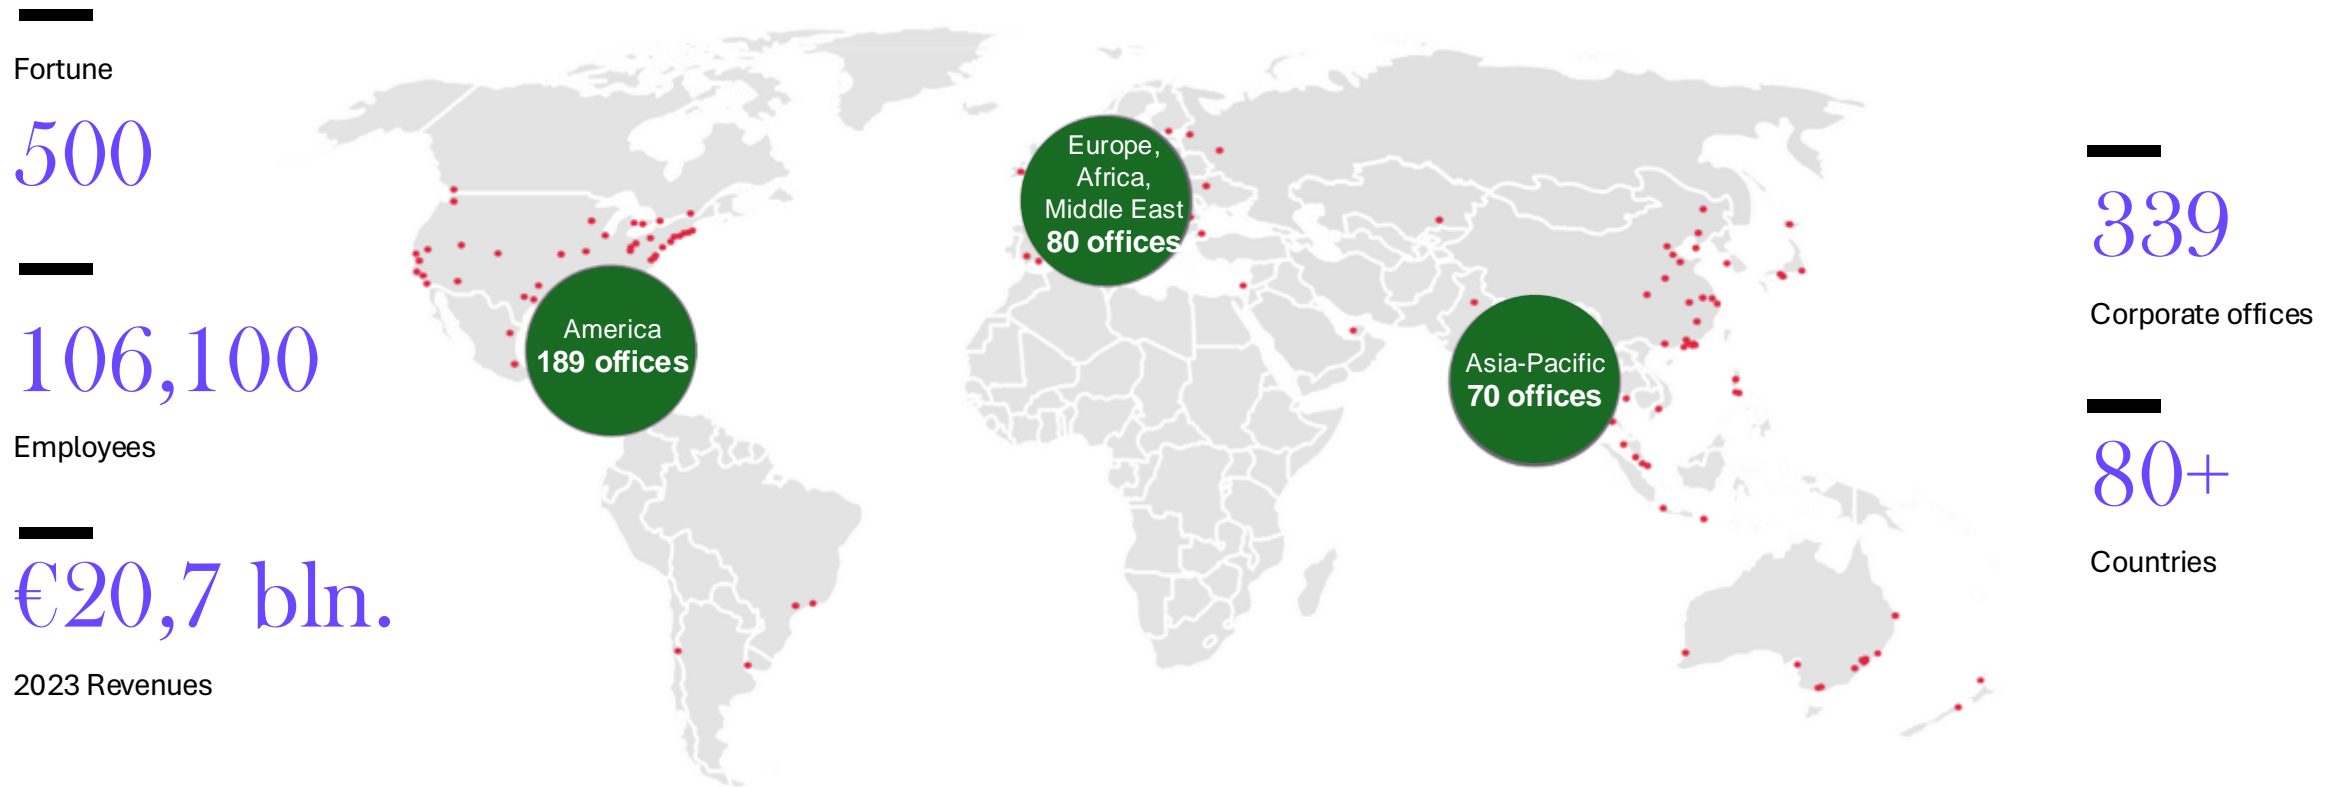 Fortune
500
106,100
Employees
€20,7 bln.
2023 Revenues
America
189 offices
Europe,
Africa,
Middle East
80 offices
Asia-Pacific
70 offices
339
Corporate offices
80+
Countries